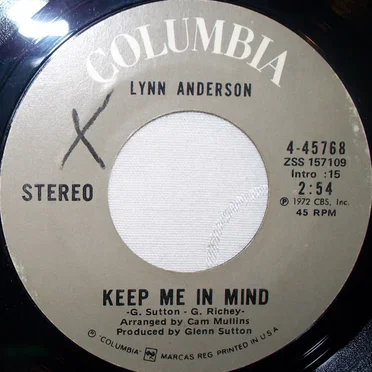 COLUMBIA
LYNN ANDERSON
4-45768
ZSS 157109
Intro :15
STEREO
2:54
℗ 1972 CBS, Inc.
45 RPM
KEEP ME IN MIND
-G. Sutton - G. Richey-
Arranged by Cam Mullins
Produced by Glenn Sutton
® "COLUMBIA" MARCAS REG. PRINTED IN U.S.A.